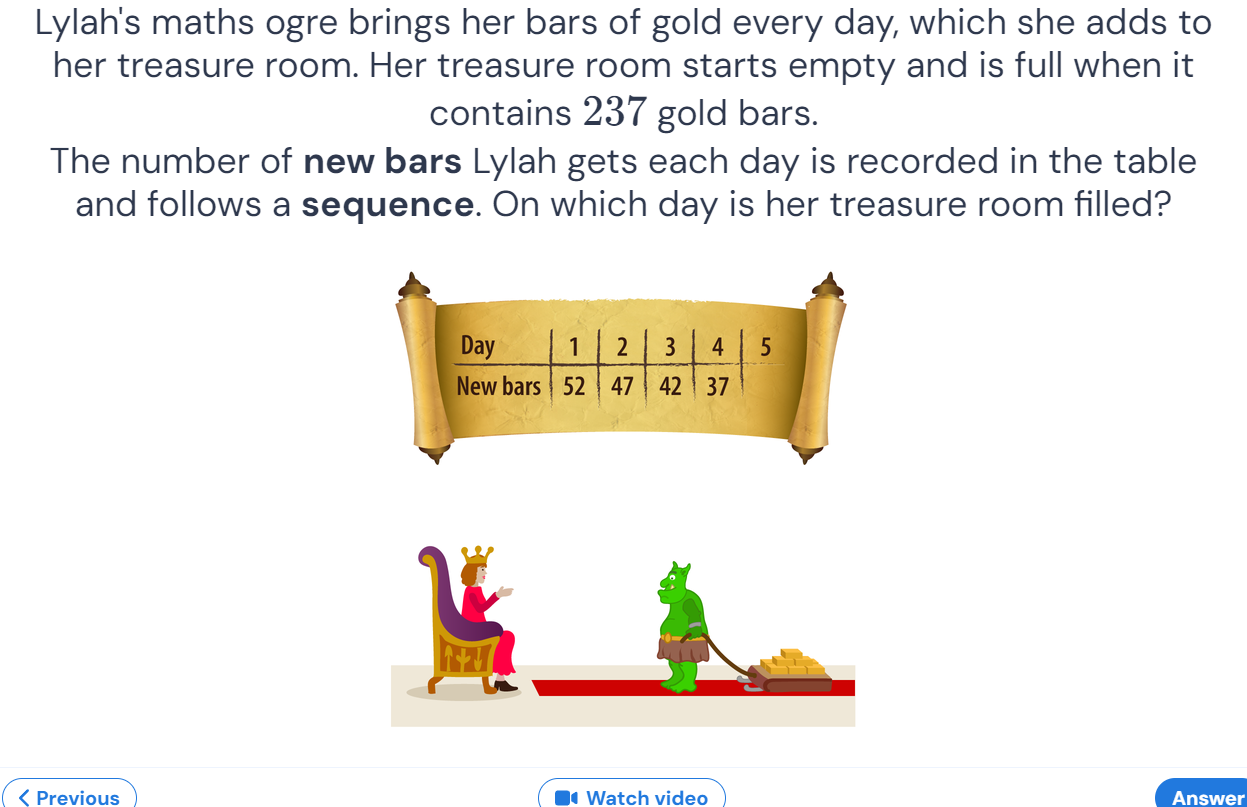 Lylah's maths ogre brings her bars of gold every day, which she adds to
her treasure room. Her treasure room starts empty and is full when it
contains 237 gold bars.
The number of new bars Lylah gets each day is recorded in the table
and follows a sequence. On which day is her treasure room filled?
Day 1 2 3 4 5
New bars 52 47 42 37
Previous Watch video Answer